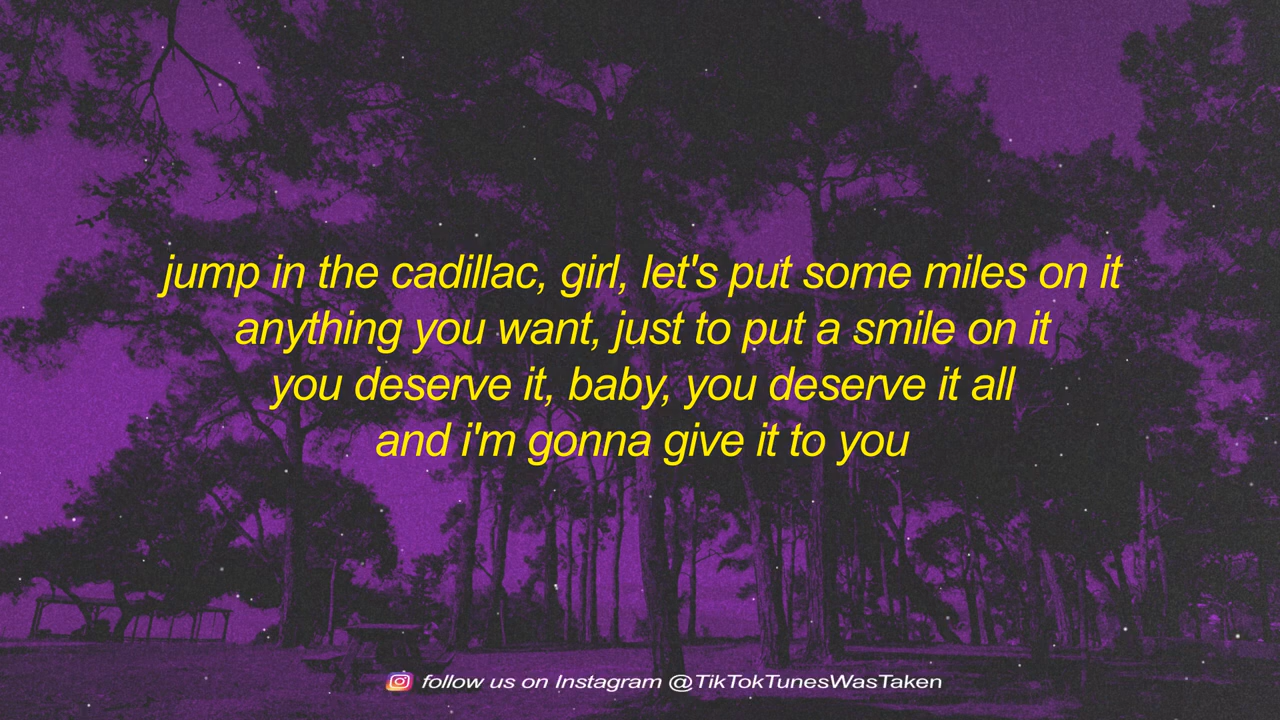 jump in the cadillac, girl, let's put some miles on it
anything you want, just to put a smile on it
you deserve it, baby, you deserve it all
and i'm gonna give it to you
follow us on Instagram @TikTokTunesWasTaken